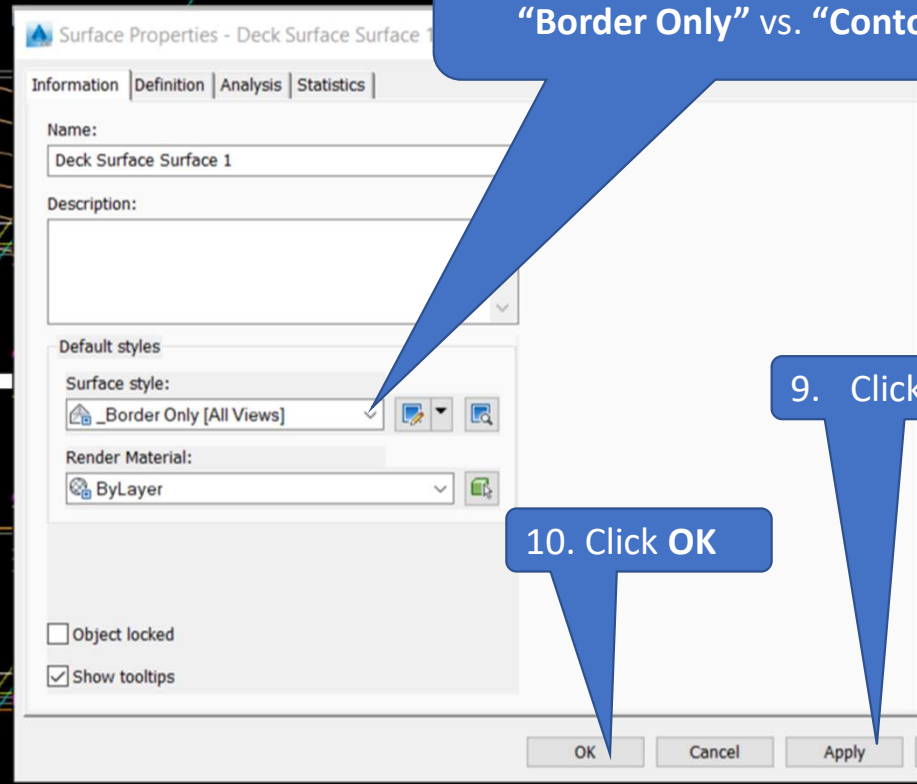 "Border Only" vs.
Surface Properties - Deck Surface Surface
Information Definition Analysis Statistics
Name:
Deck Surface Surface 1
Description:
Default styles
Surface style:
_Border Only [All Views]
Render Material:
ByLayer
9. Click
10. Click OK
Object locked
Show tooltips
OK Cancel Apply